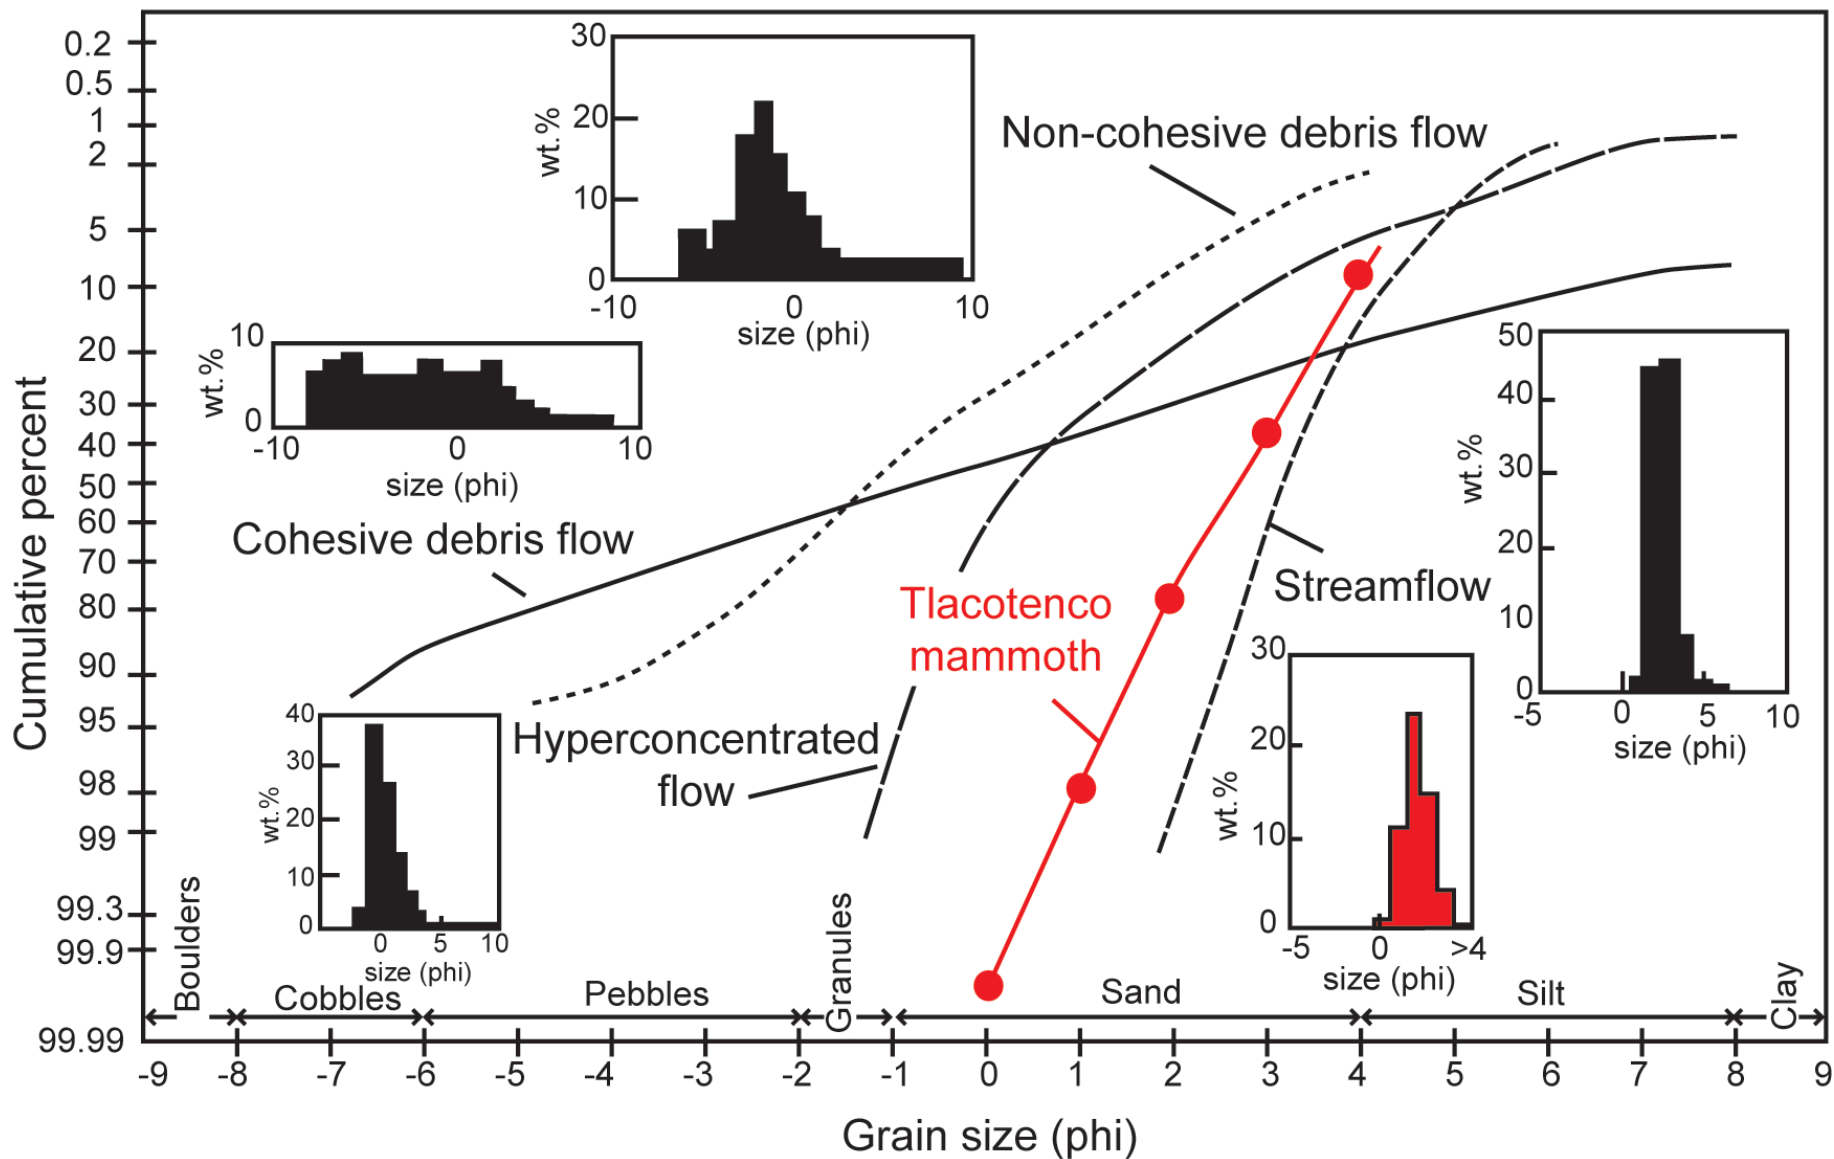 Cumulative percent
0.2
0.5
1
2
5
10
20
30
40
50
60
70
80
90
95
98
99
99.3
99.9
99.99
30
20
10
0
wt.%
-10
0
10
size (phi)
Non-cohesive debris flow
10
0
wt.%
-10
0
10
size (phi)
Cohesive debris flow
50
40
30
20
10
0
wt.%
-5
0
5
10
size (phi)
Streamflow
Tlacotenco
mammoth
30
20
10
0
wt.%
-5
0
>4
size (phi)
Hyperconcentrated
flow
40
30
20
10
0
wt.%
0
5
10
size (phi)
Boulders
Cobbles
Pebbles
Granules
Sand
Silt
Clay
-9 -8 -7 -6 -5 -4 -3 -2 -1 0 1 2 3 4 5 6 7 8 9
Grain size (phi)